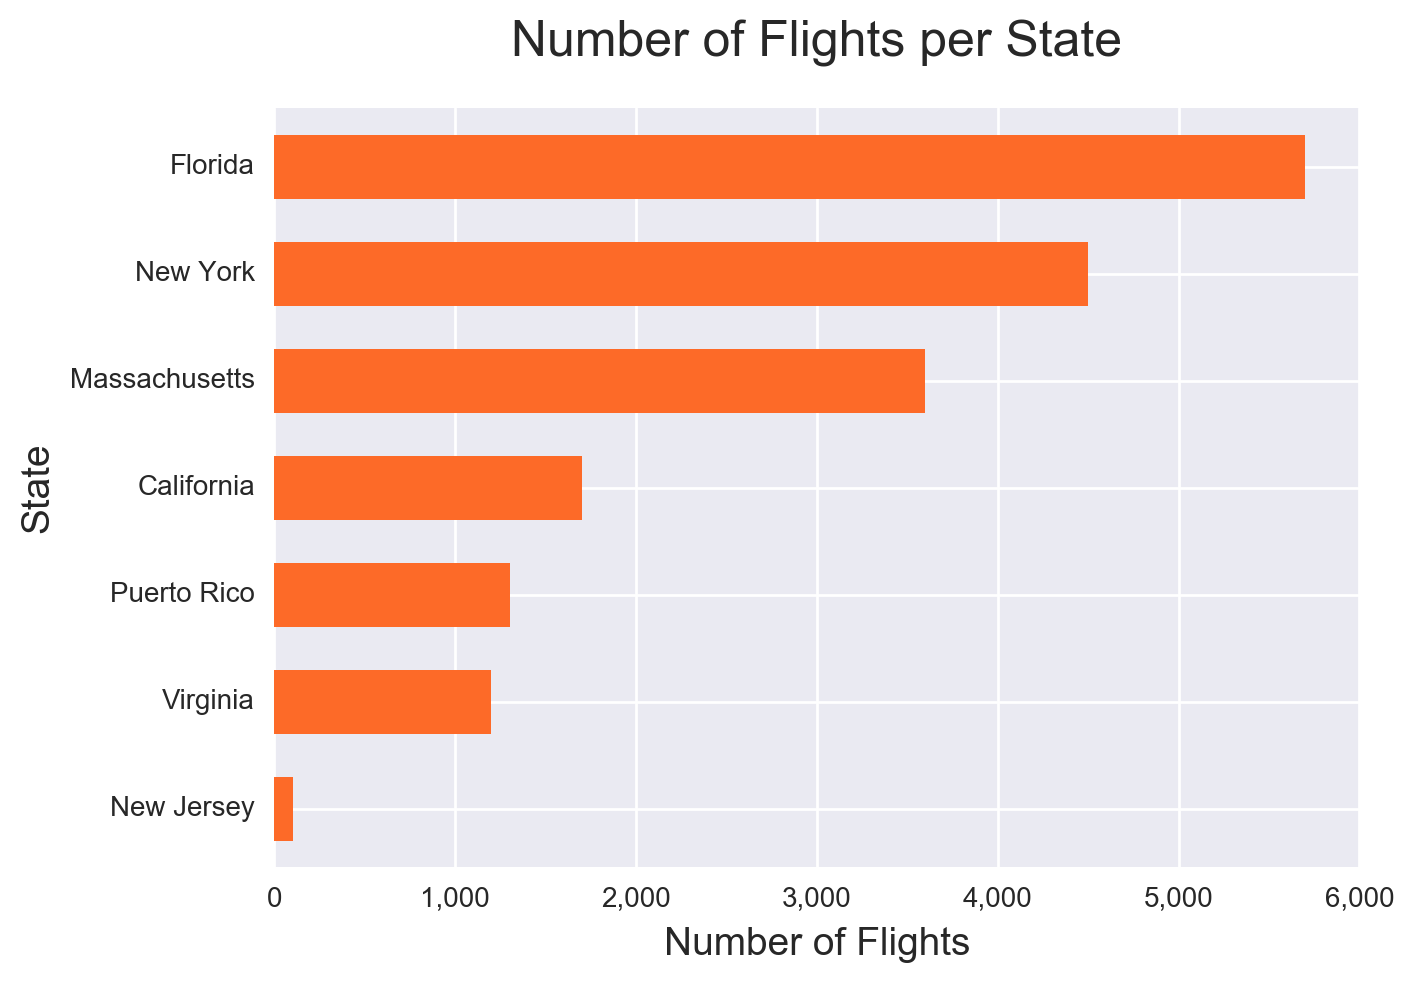 Number of Flights per State
State
Florida
New York
Massachusetts
California
Puerto Rico
Virginia
New Jersey
0 1,000 2,000 3,000 4,000 5,000 6,000
Number of Flights